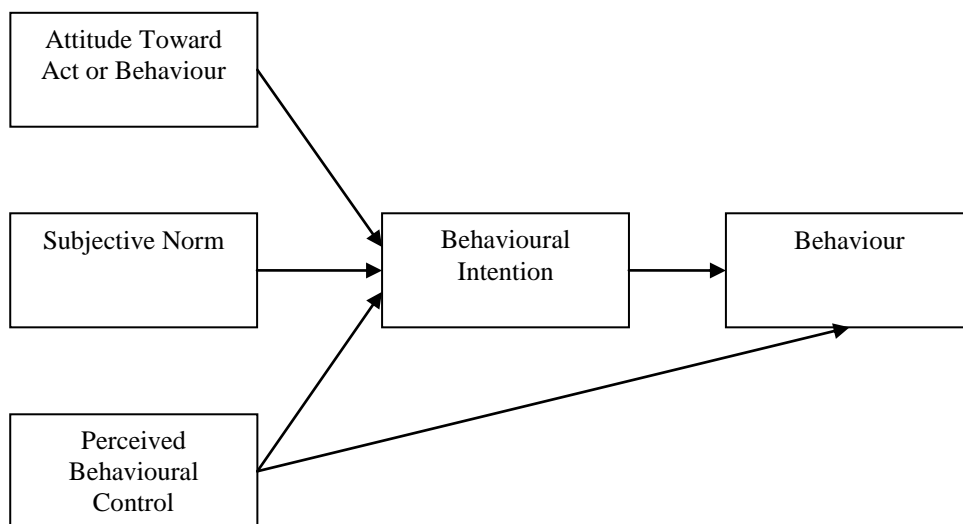 Attitude Toward
Act or Behaviour
Subjective Norm
Behavioural
Intention
Behaviour
Perceived
Behavioural
Control